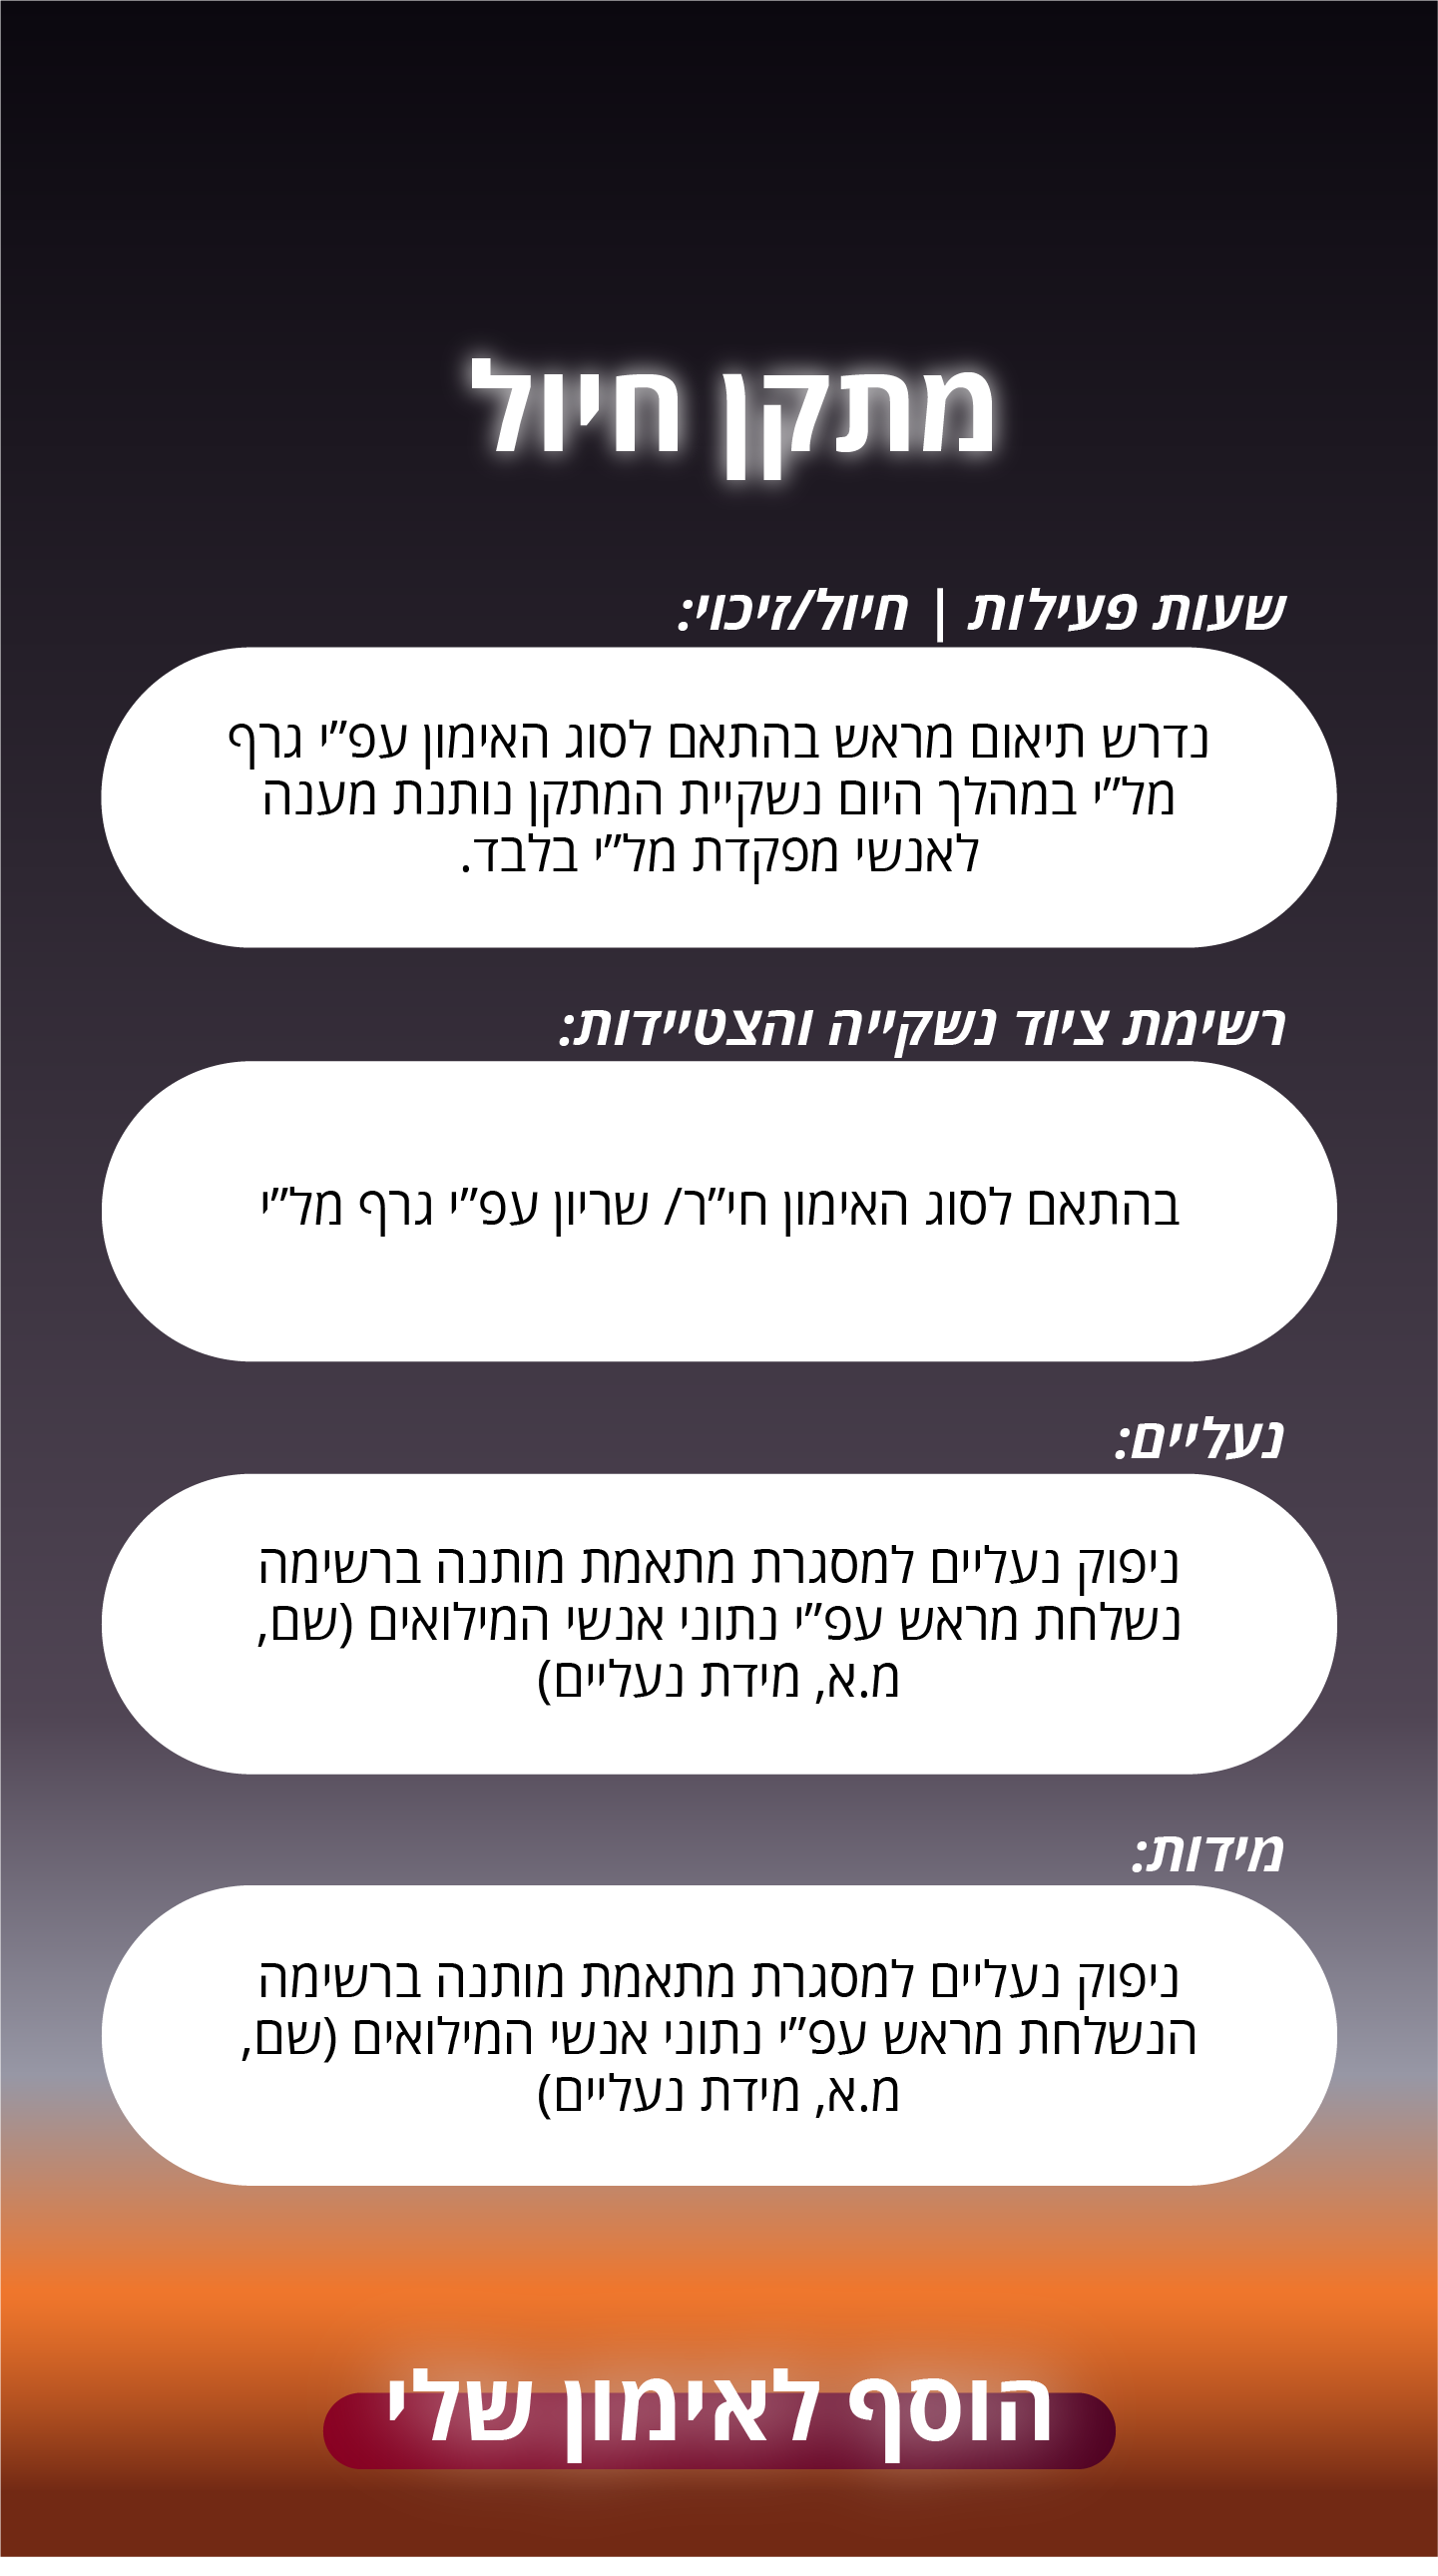 מתקן חיול
שעות פעילות | חיול/זיכוי:
נדרש תיאום מראש בהתאם לסוג האימון עפ”י גרף
מל”י במהלך היום נשקיית המתקן נותנת מענה
לאנשי מפקדת מל”י בלבד.
רשימת ציוד נשקייה והצטיידות:
בהתאם לסוג האימון חי”ר/ שריון עפ”י גרף מל”י
נעליים:
ניפוק נעליים למסגרת מתאמת מותנה ברשימה
נשלחת מראש עפ”י נתוני אנשי המילואים (שם,
מ.א, מידת נעליים)
מידות:
ניפוק נעליים למסגרת מתאמת מותנה ברשימה
הנשלחת מראש עפ”י נתוני אנשי המילואים (שם,
מ.א, מידת נעליים)
הוסף לאימון שלי